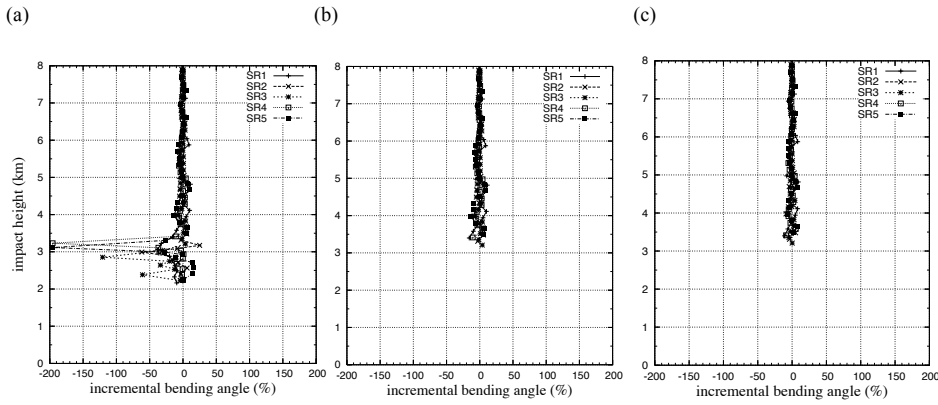 (a)
(b)
(c)
SR1
SR2
SR3
SR4
SR5
8
7
6
5
4
3
2
1
0
impact height (km)
-200 -150 -100 -50 0 50 100 150 200
incremental bending angle (%)
SR1
SR2
SR3
SR4
SR5
8
7
6
5
4
3
2
1
0
-200 -150 -100 -50 0 50 100 150 200
incremental bending angle (%)
SR1
SR2
SR3
SR4
SR5
8
7
6
5
4
3
2
1
0
-200 -150 -100 -50 0 50 100 150 200
incremental bending angle (%)